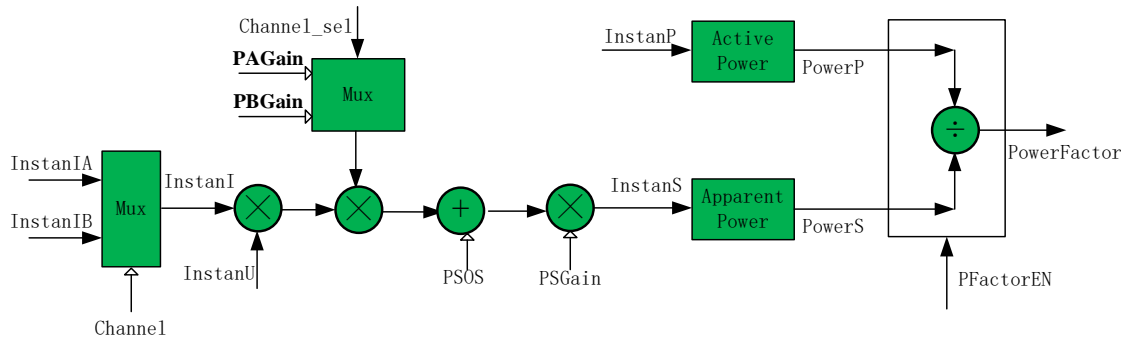 Channel_sel
InstanP
Active
Power
PowerP
PAGain
PBGain
Mux
÷
PowerFactor
InstanIA
InstanIB
Mux
InstanI
InstanU
+
PSOS
PSGain
InstanS
Apparent
Power
PowerS
PFactorEN
Channel